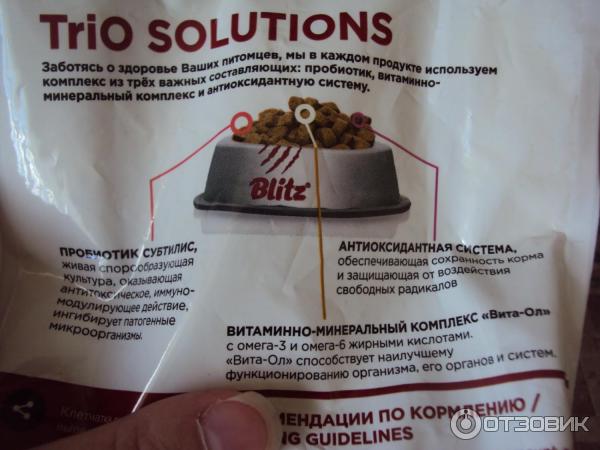 TriO SOLUTIONS
Заботясь о здоровье Ваших питомцев, мы в каждом продукте используем
комплекс из трёх важных составляющих: пробиотик, витаминно-
минеральный комплекс и антиоксидантную систему.
Blitz®
ПРОБИОТИК СУБТИЛИС,
живая спорообразующая
культура, оказывающая
антитоксическое, иммуно-
модулирующее действие,
ингибирует патогенные
микроорганизмы.
АНТИОКСИДАНТНАЯ СИСТЕМА,
обеспечивающая сохранность корма
и защищающая от воздействия
свободных радикалов
ВИТАМИННО-МИНЕРАЛЬНЫЙ КОМПЛЕКС «Вита-Ол»
с омега-3 и омега-6 жирными кислотами.
«Вита-Ол» способствует наилучшему
функционированию организма, его органов и систем.
Клетчатка
МЕНДАЦИИ ПО КОРМЛЕНИЮ /
NG GUIDELINES
ОТЗОВИК